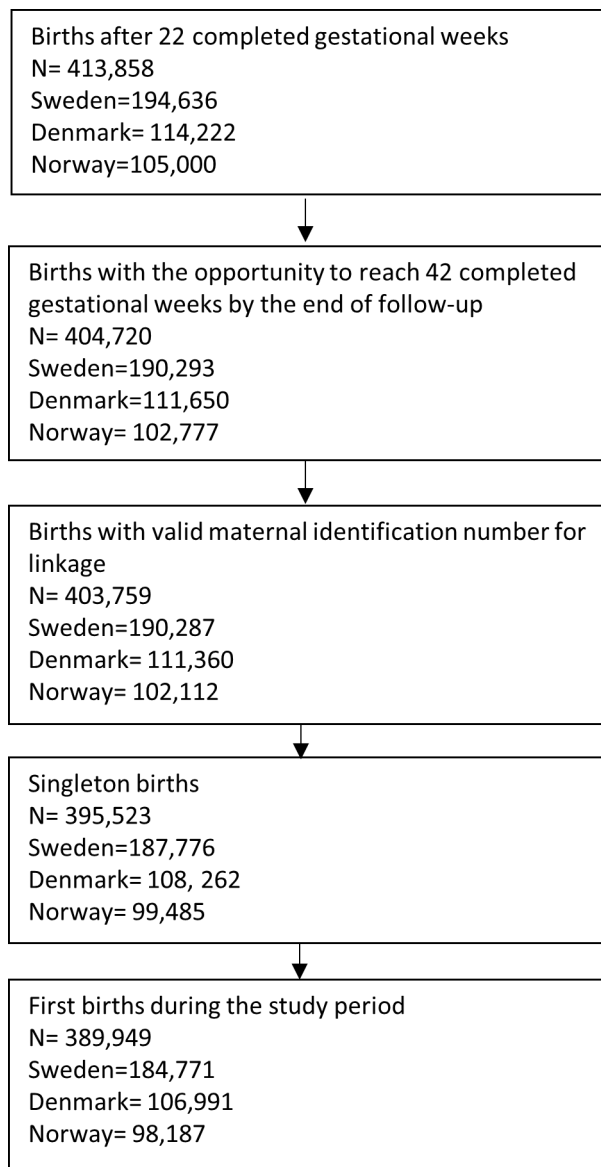 Births after 22 completed gestational weeks
N= 413,858
Sweden=194,636
Denmark= 114,222
Norway=105,000
Births with the opportunity to reach 42 completed
gestational weeks by the end of follow-up
N= 404,720
Sweden=190,293
Denmark=111,650
Norway= 102,777
Births with valid maternal identification number for
linkage
N= 403,759
Sweden=190,287
Denmark= 111,360
Norway= 102,112
Singleton births
N= 395,523
Sweden=187,776
Denmark= 108, 262
Norway= 99,485
First births during the study period
N= 389,949
Sweden=184,771
Denmark= 106,991
Norway= 98,187